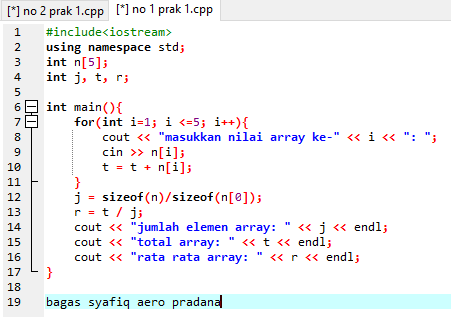 [*] no 2 prak 1.cpp [*] no 1 prak 1.cpp
1 #include<iostream>
2 using namespace std;
3 int n[5];
4 int j, t, r;
5
6 int main(){
7 for(int i=1; i <=5; i++){
8 cout << "masukkan nilai array ke-" << i << ": ";
9 cin >> n[i];
10 t = t + n[i];
11 }
12 j = sizeof(n)/sizeof(n[0]);
13 r = t / j;
14 cout << "jumlah elemen array: " << j << endl;
15 cout << "total array: " << t << endl;
16 cout << "rata rata array: " << r << endl;
17 }
18
19 bagas syafiq aero pradana